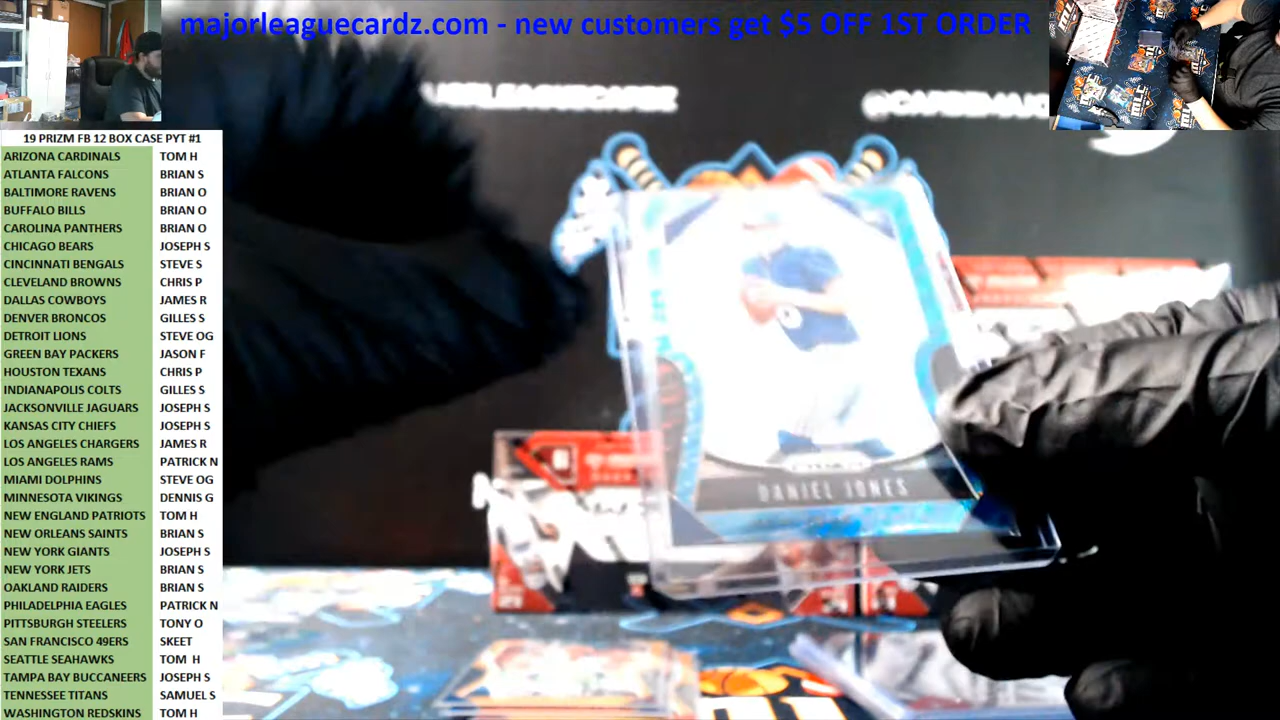 majorleaguecardz.com - new customers get $5 OFF 1ST ORDER
19 PRIZM FB 12 BOX CASE PYT #1
ARIZONA CARDINALS TOM H
ATLANTA FALCONS BRIAN S
BALTIMORE RAVENS BRIAN O
BUFFALO BILLS BRIAN O
CAROLINA PANTHERS BRIAN O
CHICAGO BEARS JOSEPH S
CINCINNATI BENGALS STEVE S
CLEVELAND BROWNS CHRIS P
DALLAS COWBOYS JAMES R
DENVER BRONCOS GILLES S
DETROIT LIONS STEVE OG
GREEN BAY PACKERS JASON F
HOUSTON TEXANS CHRIS P
INDIANAPOLIS COLTS GILLES S
JACKSONVILLE JAGUARS JOSEPH S
KANSAS CITY CHIEFS JOSEPH S
LOS ANGELES CHARGERS JAMES R
LOS ANGELES RAMS PATRICK N
MIAMI DOLPHINS STEVE OG
MINNESOTA VIKINGS DENNIS G
NEW ENGLAND PATRIOTS TOM H
NEW ORLEANS SAINTS BRIAN S
NEW YORK GIANTS JOSEPH S
NEW YORK JETS BRIAN S
OAKLAND RAIDERS BRIAN S
PHILADELPHIA EAGLES PATRICK N
PITTSBURGH STEELERS TONY O
SAN FRANCISCO 49ERS SKEET
SEATTLE SEAHAWKS TOM H
TAMPA BAY BUCCANEERS JOSEPH S
TENNESSEE TITANS SAMUEL S
WASHINGTON REDSKINS TOM H
DANIEL JONES